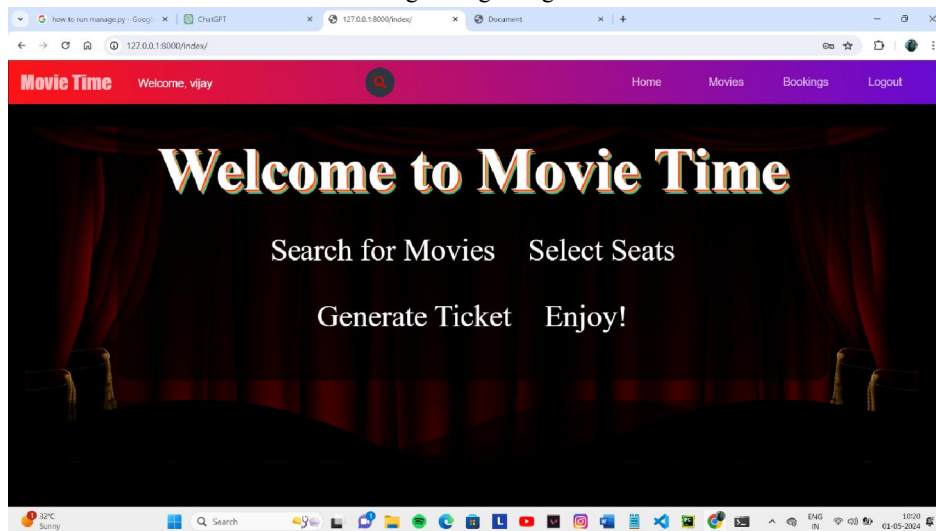 how to run manage.py - Googl
ChatGPT
127.0.0.1:8000/index/
Document
127.0.0.1:8000/index/
Movie Time
Welcome, vijay
Home
Movies
Bookings
Logout
Welcome to Movie Time
Search for Movies Select Seats
Generate Ticket Enjoy!
32°C
Sunny
Search
ENG
IN
10:20
01-05-2024